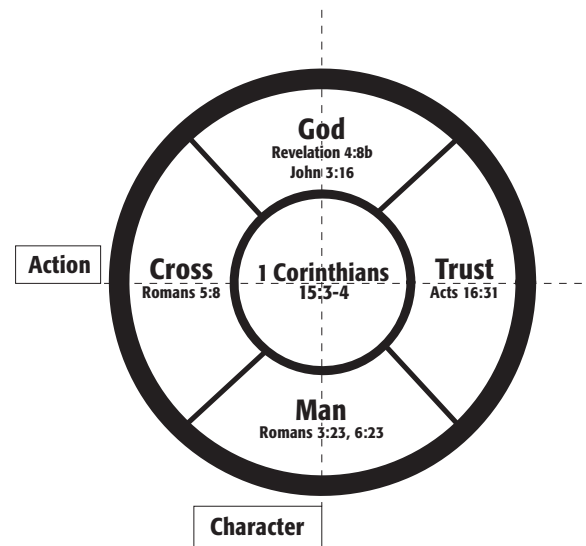 God
Revelation 4:8b
John 3:16
Action
Cross
Romans 5:8
1 Corinthians
15:3-4
Trust
Acts 16:31
Man
Romans 3:23, 6:23
Character